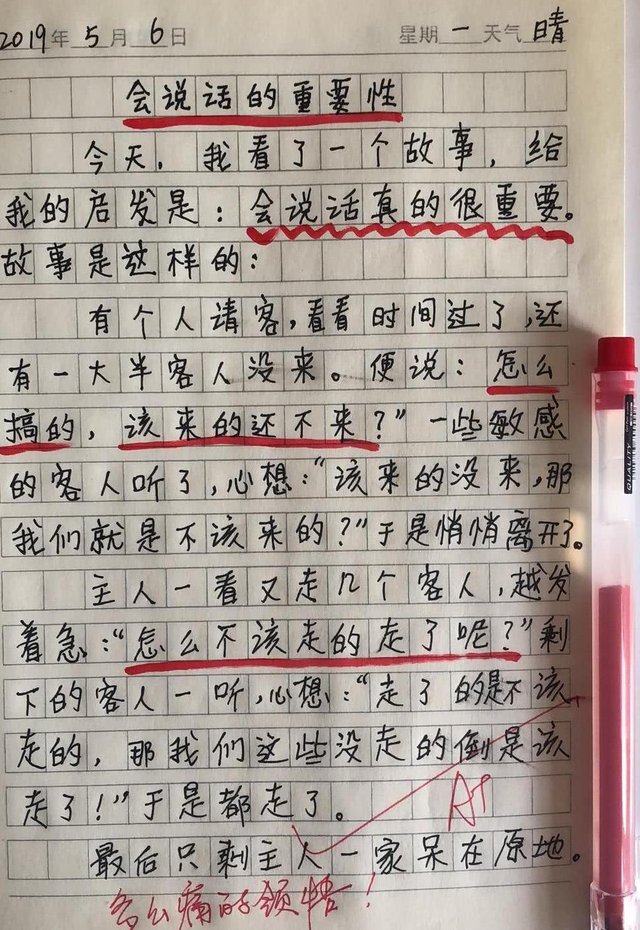 2019年5月6日 星期一天气晴
会说话的重要性
今天，我看了一个故事，给
我的启发是：会说话真的很重要。
故事是这样的：
有个人请客，看看时间过了，还
有一大半客人没来。便说：怎么
搞的，该来的还不来？”一些敏感
的客人听了，心想：“该来的没来，那
我们就是不该来的？”于是悄悄离开了。
主人一看又走几个客人，越发
着急：“怎么不该走的走了呢？”剩
下的客人一听，心想：“走了的是不该
走的，那我们这些没走的倒是该
走了！”于是都走了。
A+
最后只剩主人一家呆在原地。
多么痛的领悟！
QUALITY